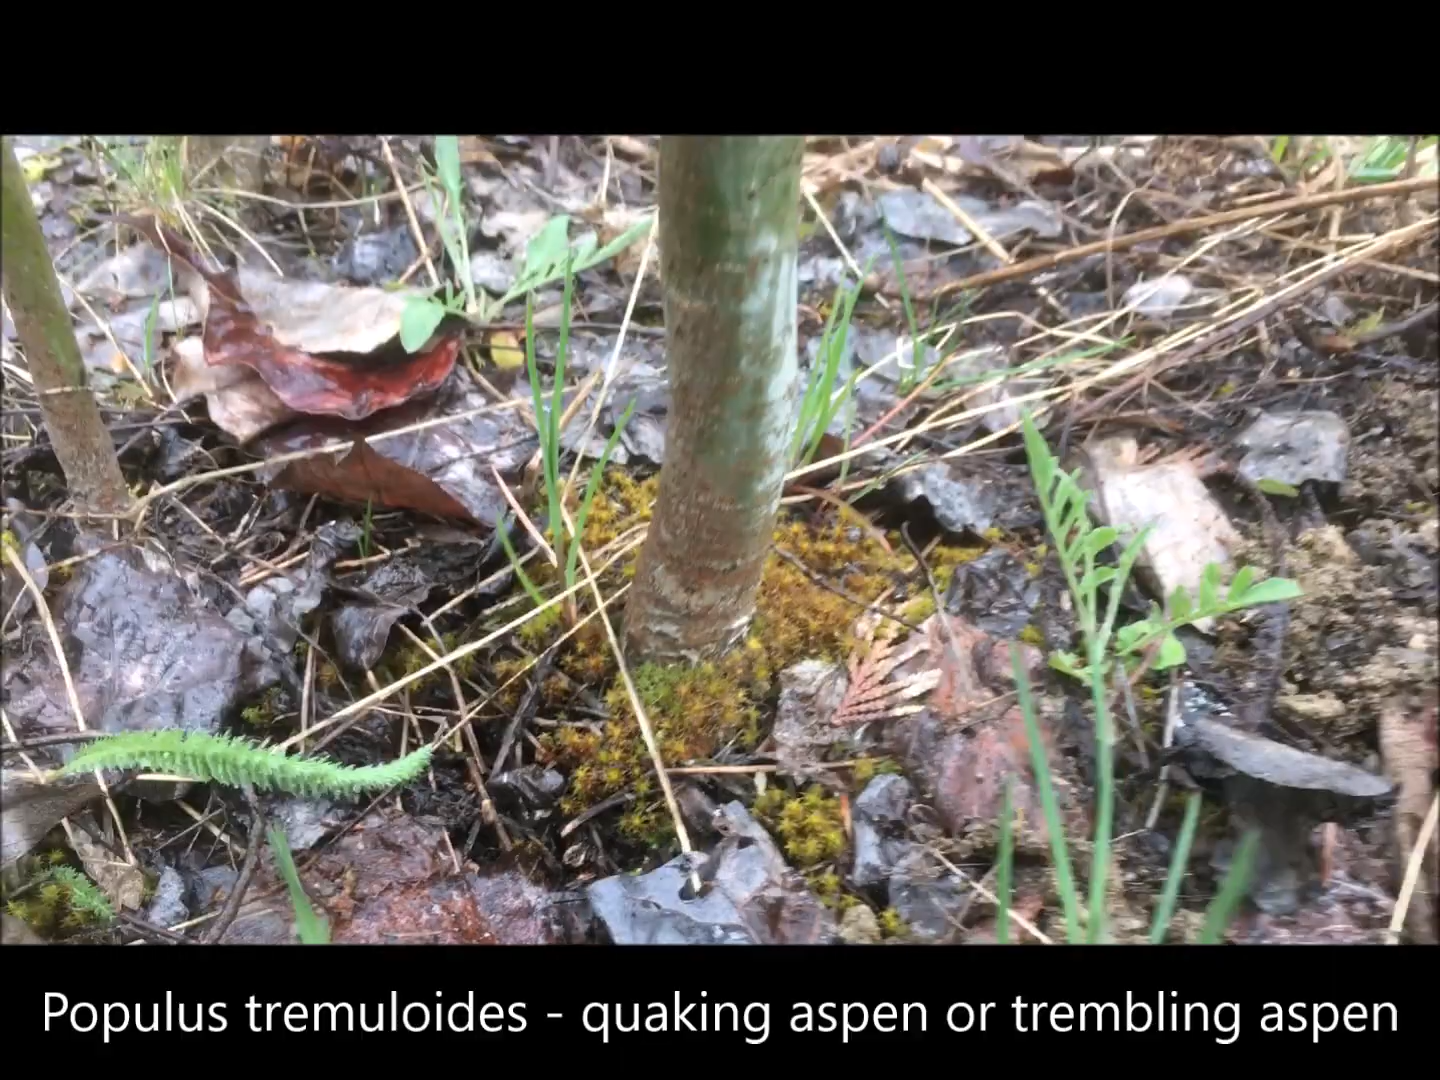 Populus tremuloides - quaking aspen or trembling aspen